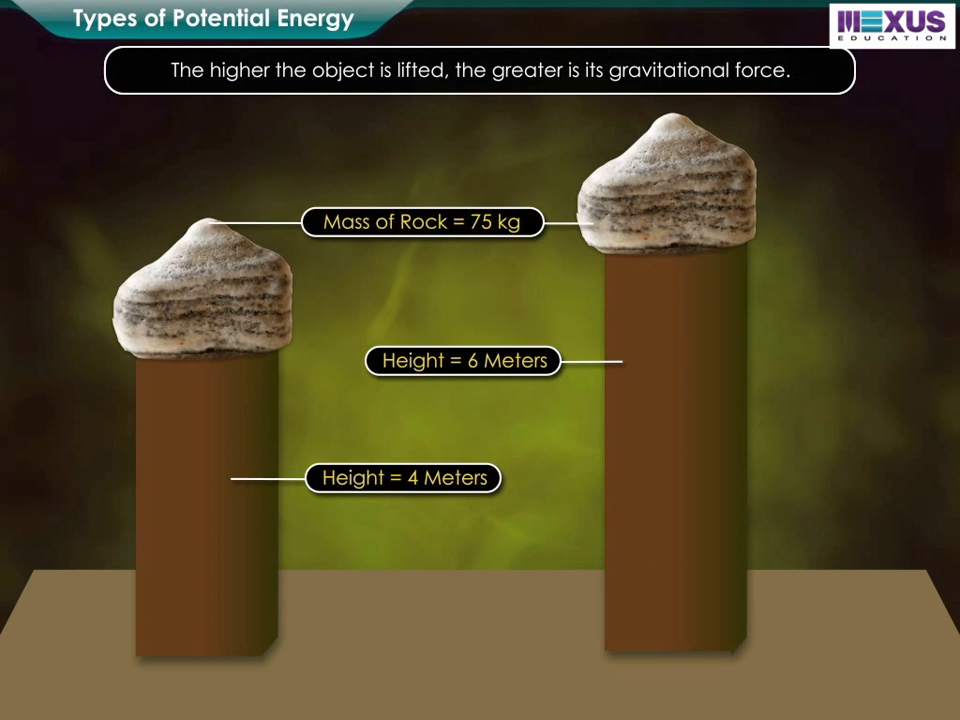 Types of Potential Energy
MEXUS
EDUCATION
The higher the object is lifted, the greater is its gravitational force.
Mass of Rock = 75 kg
Height = 6 Meters
Height = 4 Meters